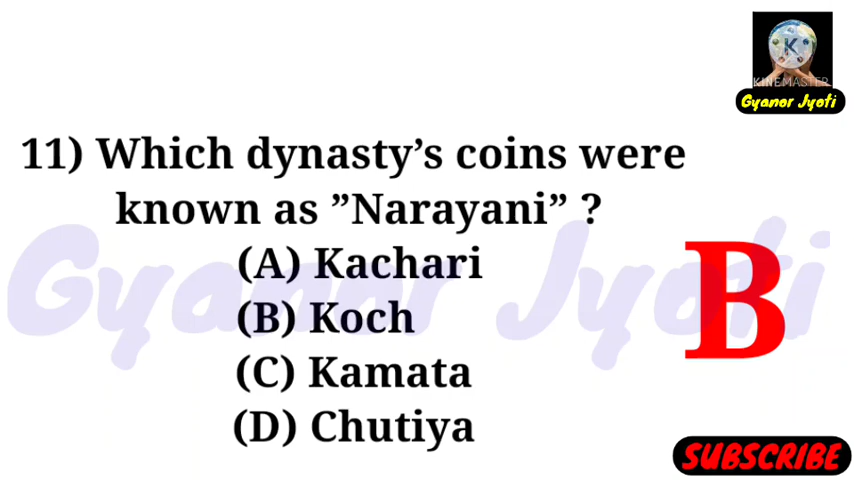 K
KINEMASTER
Gyanor Jyoti
11) Which dynasty’s coins were
known as ”Narayani” ?
(A) Kachari
(B) Koch
(C) Kamata
(D) Chutiya
B
Gyanor Jyoti
SUBSCRIBE